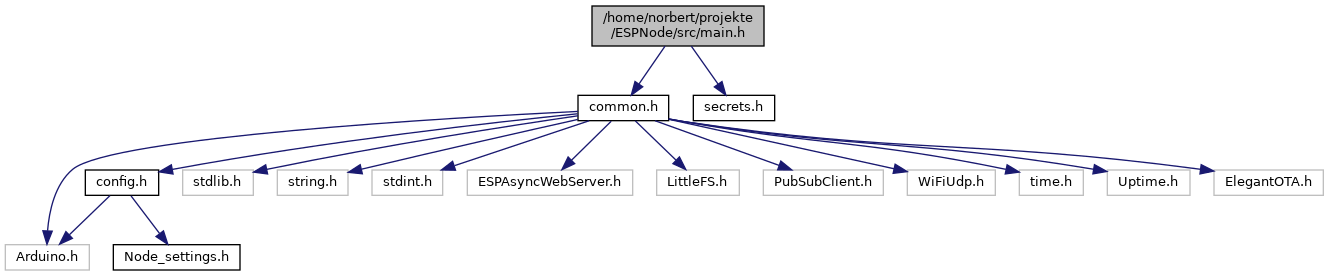 /home/norbert/projekte
/ESPNode/src/main.h
common.h
secrets.h
config.h
stdlib.h
string.h
stdint.h
ESPAsyncWebServer.h
LittleFS.h
PubSubClient.h
WiFiUdp.h
time.h
Uptime.h
ElegantOTA.h
Arduino.h
Node_settings.h